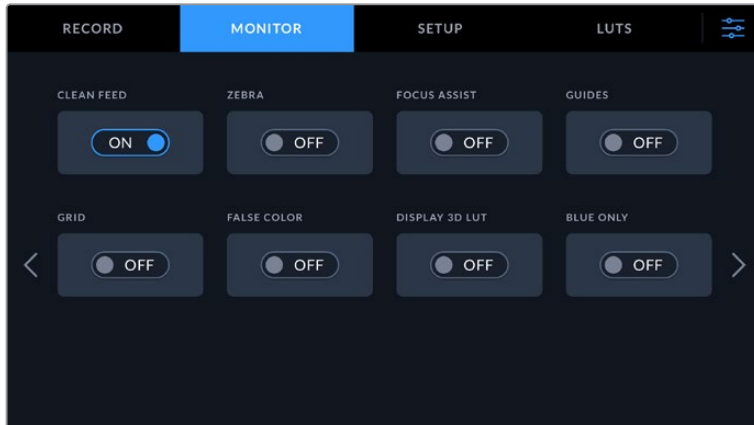 RECORD MONITOR SETUP LUTS
CLEAN FEED ZEBRA FOCUS ASSIST GUIDES
ON OFF OFF OFF
GRID FALSE COLOR DISPLAY 3D LUT BLUE ONLY
OFF OFF OFF OFF